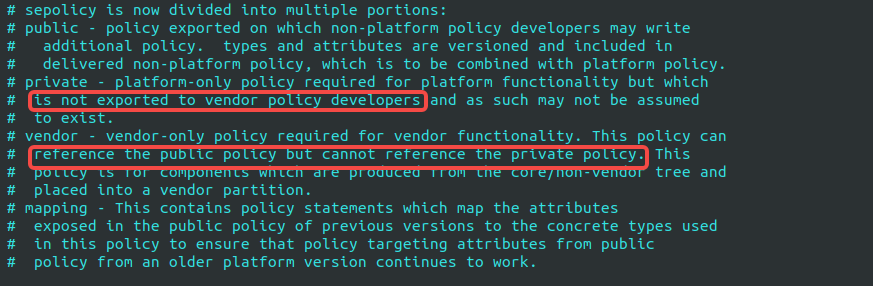 # sepolicy is now divided into multiple portions:
# public - policy exported on which non-platform policy developers may write
#   additional policy.  types and attributes are versioned and included in
#   delivered non-platform policy, which is to be combined with platform policy.
# private - platform-only policy required for platform functionality but which
#  is not exported to vendor policy developers and as such may not be assumed
#  to exist.
# vendor - vendor-only policy required for vendor functionality. This policy can
#  reference the public policy but cannot reference the private policy. This
#  policy is for components which are produced from the core/non-vendor tree and
#  placed into a vendor partition.
# mapping - This contains policy statements which map the attributes
#  exposed in the public policy of previous versions to the concrete types used
#  in this policy to ensure that policy targeting attributes from public
#  policy from an older platform version continues to work.